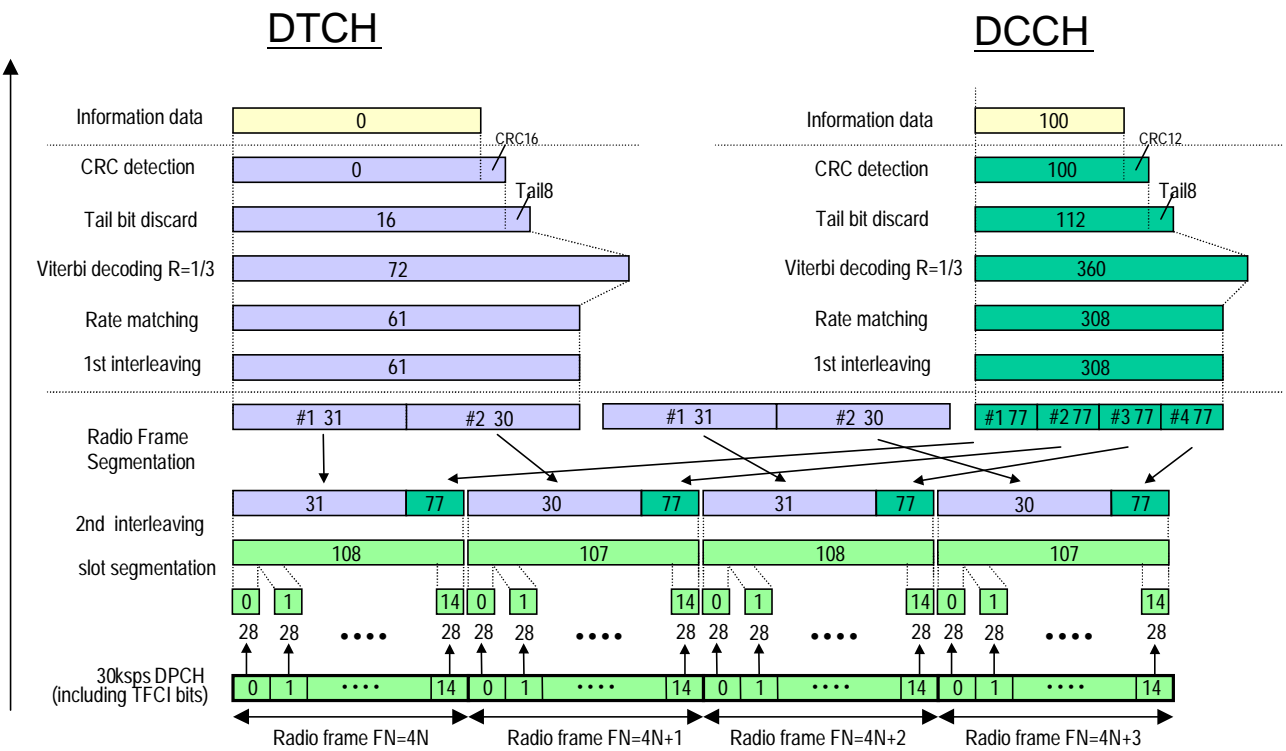 DTCH DCCH
Information data 0 Information data 100
CRC16 CRC12
CRC detection 0 CRC detection 100
Tail8 Tail8
Tail bit discard 16 Tail bit discard 112
Viterbi decoding R=1/3 72 Viterbi decoding R=1/3 360
Rate matching 61 Rate matching 308
1st interleaving 61 1st interleaving 308
#1 31 #2 30 #1 31 #2 30 #1 77 #2 77 #3 77 #4 77
Radio Frame
Segmentation
31 77 30 77 31 77 30 77
2nd interleaving
108 107 108 107
slot segmentation
0 1 14 0 1 14 0 1 14 0 1 14
28 28 •••• 28 28 28 •••• 28 28 28 •••• 28 28 28 •••• 28
30ksps DPCH
(including TFCI bits)
0 1 •••• 14 0 1 •••• 14 0 1 •••• 14 0 1 •••• 14
Radio frame FN=4N Radio frame FN=4N+1 Radio frame FN=4N+2 Radio frame FN=4N+3